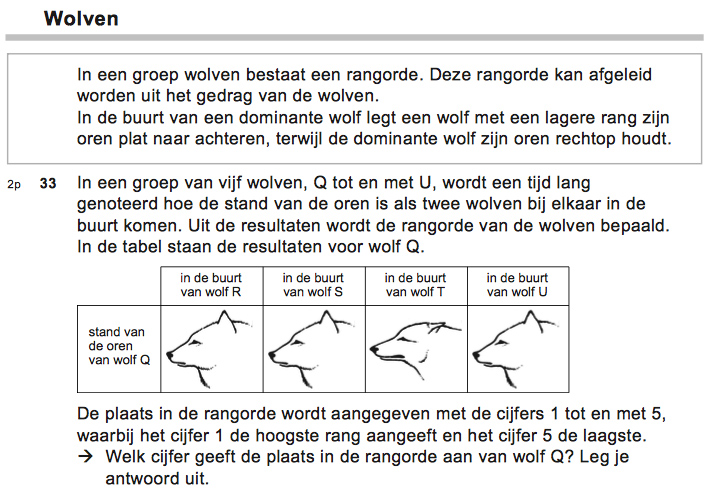 Wolven
In een groep wolven bestaat een rangorde. Deze rangorde kan afgeleid
worden uit het gedrag van de wolven.
In de buurt van een dominante wolf legt een wolf met een lagere rang zijn
oren plat naar achteren, terwijl de dominante wolf zijn oren rechtop houdt.
2p 33 In een groep van vijf wolven, Q tot en met U, wordt een tijd lang
genoteerd hoe de stand van de oren is als twee wolven bij elkaar in de
buurt komen. Uit de resultaten wordt de rangorde van de wolven bepaald.
In de tabel staan de resultaten voor wolf Q.
in de buurt in de buurt in de buurt in de buurt
van wolf R van wolf S van wolf T van wolf U
stand van
de oren
van wolf Q
De plaats in de rangorde wordt aangegeven met de cijfers 1 tot en met 5,
waarbij het cijfer 1 de hoogste rang aangeeft en het cijfer 5 de laagste.
→ Welk cijfer geeft de plaats in de rangorde aan van wolf Q? Leg je
antwoord uit.